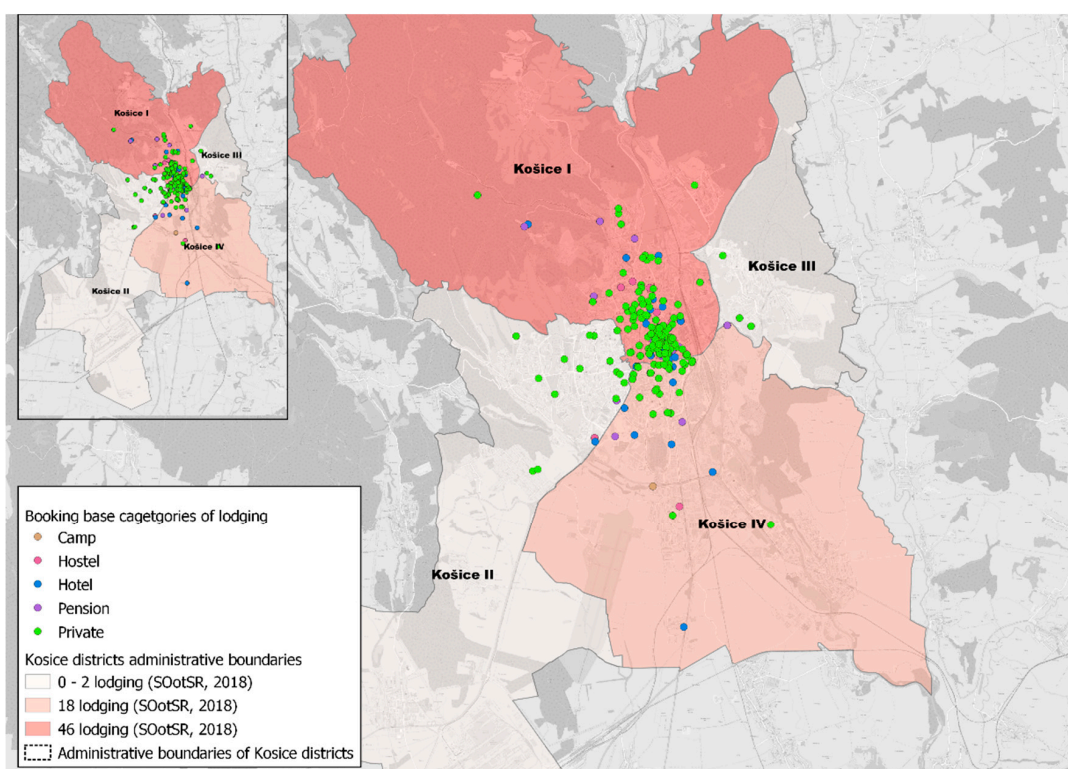 Košice I
Košice III
Košice IV
Košice II
Košice I
Košice III
Košice IV
Košice II
Booking base cagetgories of lodging
Camp
Hostel
Hotel
Pension
Private
Kosice districts administrative boundaries
0 - 2 lodging (SOotSR, 2018)
18 lodging (SOotSR, 2018)
46 lodging (SOotSR, 2018)
Administrative boundaries of Kosice districts